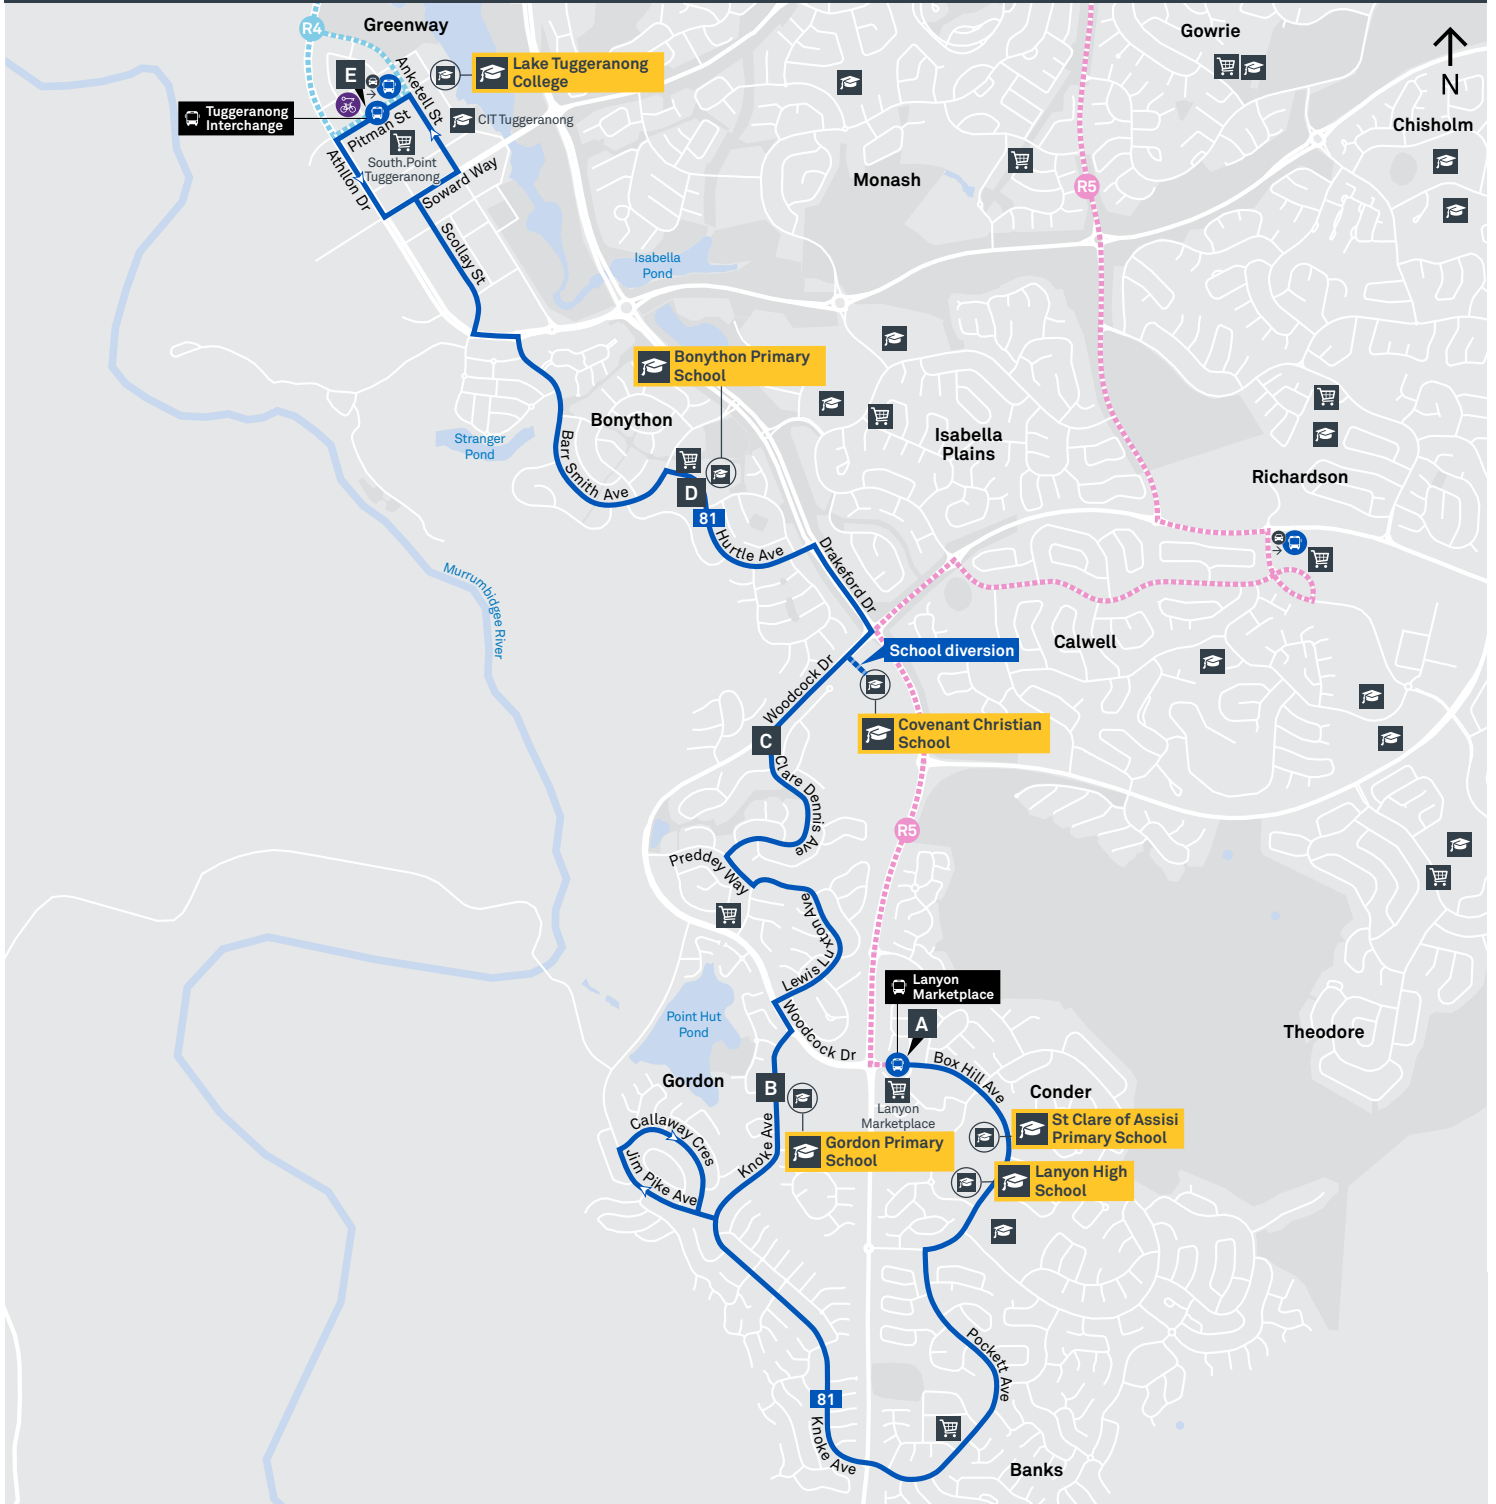 Greenway
Gowrie
R4
N
E
Anketell St
Lake Tuggeranong
College
Tuggeranong
Interchange
Pitman St
CIT Tuggeranong
Chisholm
South.Point
Tuggeranong
Athllon Dr
Soward Way
Monash
R5
Scollay St
Isabella
Pond
Bonython Primary
School
Bonython
Isabella
Plains
Stranger
Pond
Barr Smith Ave
Richardson
D
81
Hurtle Ave
Drakeford Dr
Murrumbidgee River
School diversion
Calwell
Woodcock Dr
Covenant Christian
School
C
Clare Dennis Ave
R5
Preddey Way
Lewis Luxton Ave
Lanyon
Marketplace
Point Hut
Pond
Woodcock Dr
A
Theodore
Box Hill Ave
Gordon
B
Conder
Lanyon
Marketplace
St Clare of Assisi
Primary School
Callaway Cres
Knoke Ave
Gordon Primary
School
Jim Pike Ave
Lanyon High
School
Pockett Ave
81
Knoke Ave
Banks